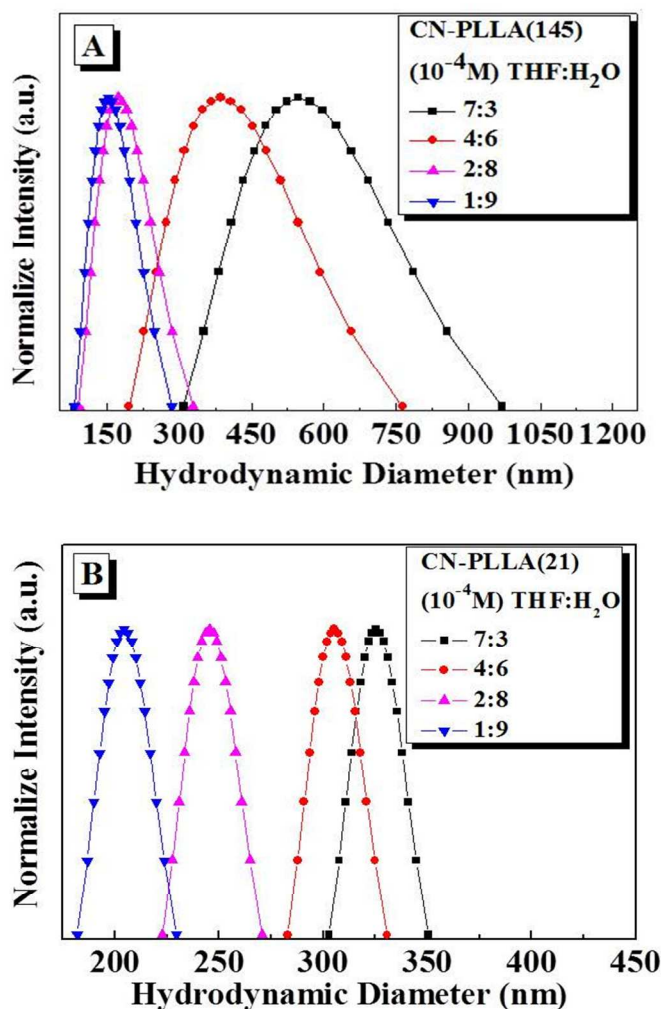 A
CN-PLLA(145)
(10⁻⁴M) THF:H₂O
7:3
4:6
2:8
1:9
Normalize Intensity (a.u.)
150 300 450 600 750 900 1050 1200
Hydrodynamic Diameter (nm)
B
CN-PLLA(21)
(10⁻⁴M) THF:H₂O
7:3
4:6
2:8
1:9
Normalize Intensity (a.u.)
200 250 300 350 400 450
Hydrodynamic Diameter (nm)